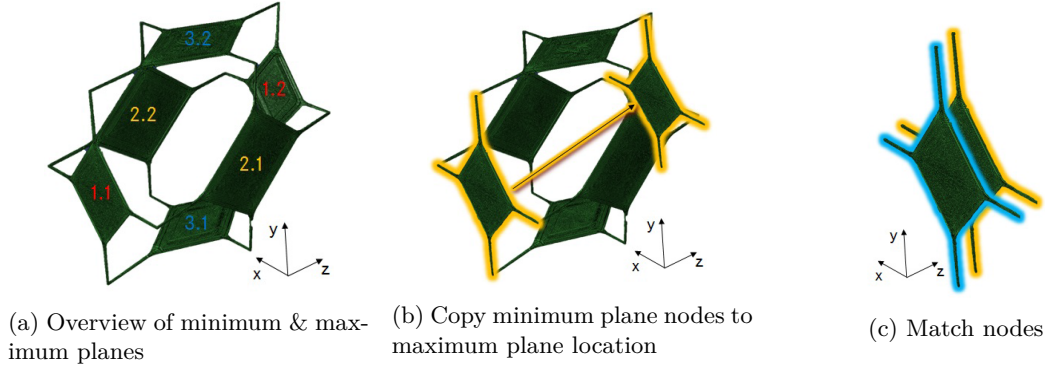 3.2
1.2
2.2
2.1
1.1
3.1
y
x
z
y
x
z
y
x
z
(a) Overview of minimum & max-
imum planes
(b) Copy minimum plane nodes to
maximum plane location
(c) Match nodes